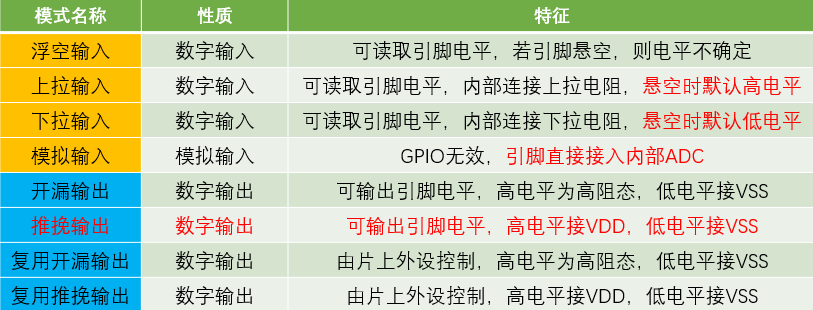 模式名称 性质 特征
浮空输入 数字输入 可读取引脚电平，若引脚悬空，则电平不确定
上拉输入 数字输入 可读取引脚电平，内部连接上拉电阻，悬空时默认高电平
下拉输入 数字输入 可读取引脚电平，内部连接下拉电阻，悬空时默认低电平
模拟输入 模拟输入 GPIO无效，引脚直接接入内部ADC
开漏输出 数字输出 可输出引脚电平，高电平为高阻态，低电平接VSS
推挽输出 数字输出 可输出引脚电平，高电平接VDD，低电平接VSS
复用开漏输出 数字输出 由片上外设控制，高电平为高阻态，低电平接VSS
复用推挽输出 数字输出 由片上外设控制，高电平接VDD，低电平接VSS